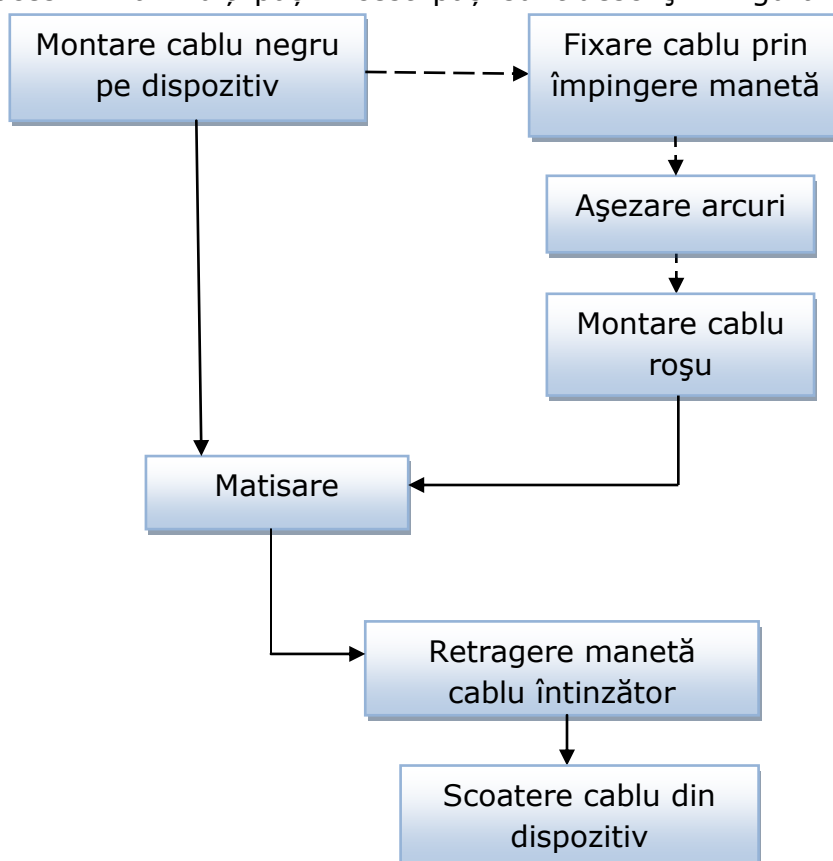 Montare cablu negru
pe dispozitiv
Fixare cablu prin
împingere manetă
Aşezare arcuri
Montare cablu
roşu
Matisare
Retragere manetă
cablu întinzător
Scoatere cablu din
dispozitiv